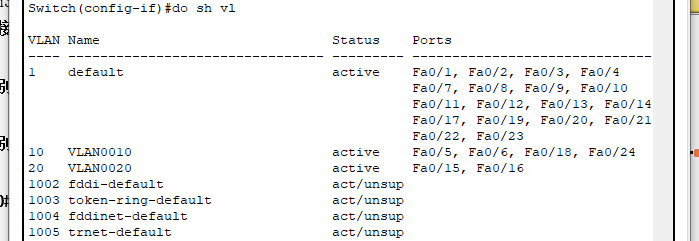 Switch(config-if)#do sh vl
VLAN Name Status Ports
---- -------------------------------- --------- -------------------------------
1 default active Fa0/1, Fa0/2, Fa0/3, Fa0/4
Fa0/7, Fa0/8, Fa0/9, Fa0/10
Fa0/11, Fa0/12, Fa0/13, Fa0/14
Fa0/17, Fa0/19, Fa0/20, Fa0/21
Fa0/22, Fa0/23
10 VLAN0010 active Fa0/5, Fa0/6, Fa0/18, Fa0/24
20 VLAN0020 active Fa0/15, Fa0/16
1002 fddi-default act/unsup
1003 token-ring-default act/unsup
1004 fddinet-default act/unsup
1005 trnet-default act/unsup